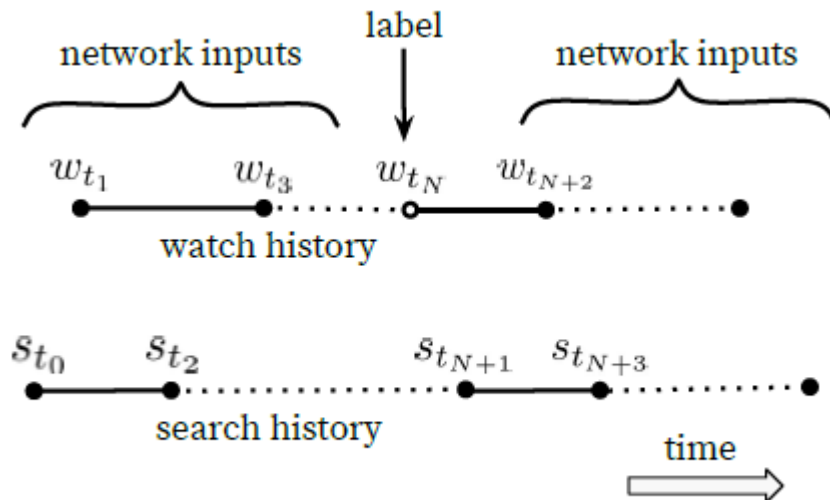 label
network inputs network inputs
w_{t_1} w_{t_3} w_{t_N} w_{t_{N+2}}
watch history
s_{t_0} s_{t_2} s_{t_{N+1}} s_{t_{N+3}}
search history
time